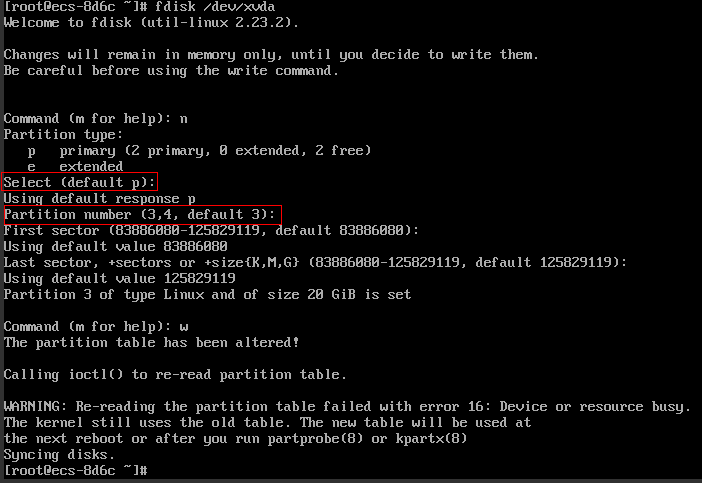 [root@ecs-8d6c ~]# fdisk /dev/xvda
Welcome to fdisk (util-linux 2.23.2).
Changes will remain in memory only, until you decide to write them.
Be careful before using the write command.
Command (m for help): n
Partition type:
   p   primary (2 primary, 0 extended, 2 free)
   e   extended
Select (default p):
Using default response p
Partition number (3,4, default 3):
First sector (83886080-125829119, default 83886080):
Using default value 83886080
Last sector, +sectors or +size{K,M,G} (83886080-125829119, default 125829119):
Using default value 125829119
Partition 3 of type Linux and of size 20 GiB is set
Command (m for help): w
The partition table has been altered!
Calling ioctl() to re-read partition table.
WARNING: Re-reading the partition table failed with error 16: Device or resource busy.
The kernel still uses the old table. The new table will be used at
the next reboot or after you run partprobe(8) or kpartx(8)
Syncing disks.
[root@ecs-8d6c ~]#